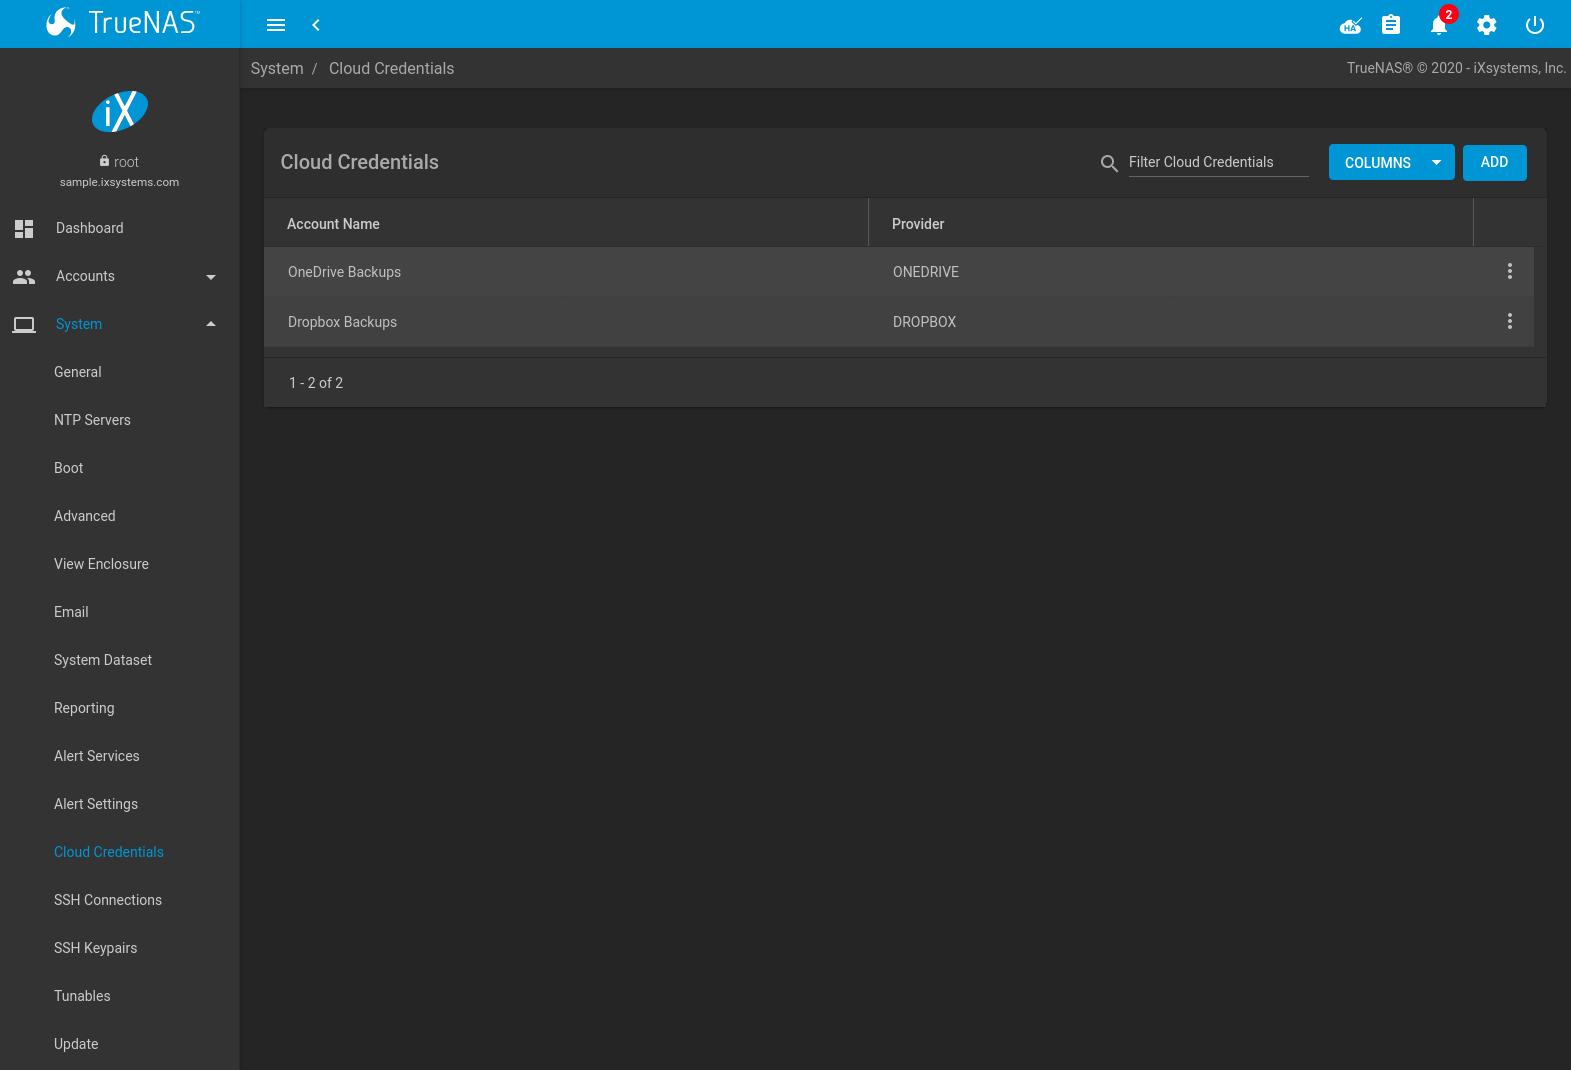 TrueNAS™
2
System / Cloud Credentials
TrueNAS® © 2020 - iXsystems, Inc.
iX
root
sample.ixsystems.com
Dashboard
Accounts
System
General
NTP Servers
Boot
Advanced
View Enclosure
Email
System Dataset
Reporting
Alert Services
Alert Settings
Cloud Credentials
SSH Connections
SSH Keypairs
Tunables
Update
HA
Cloud Credentials
Filter Cloud Credentials
COLUMNS
ADD
Account Name Provider
OneDrive Backups ONEDRIVE
Dropbox Backups DROPBOX
1 - 2 of 2